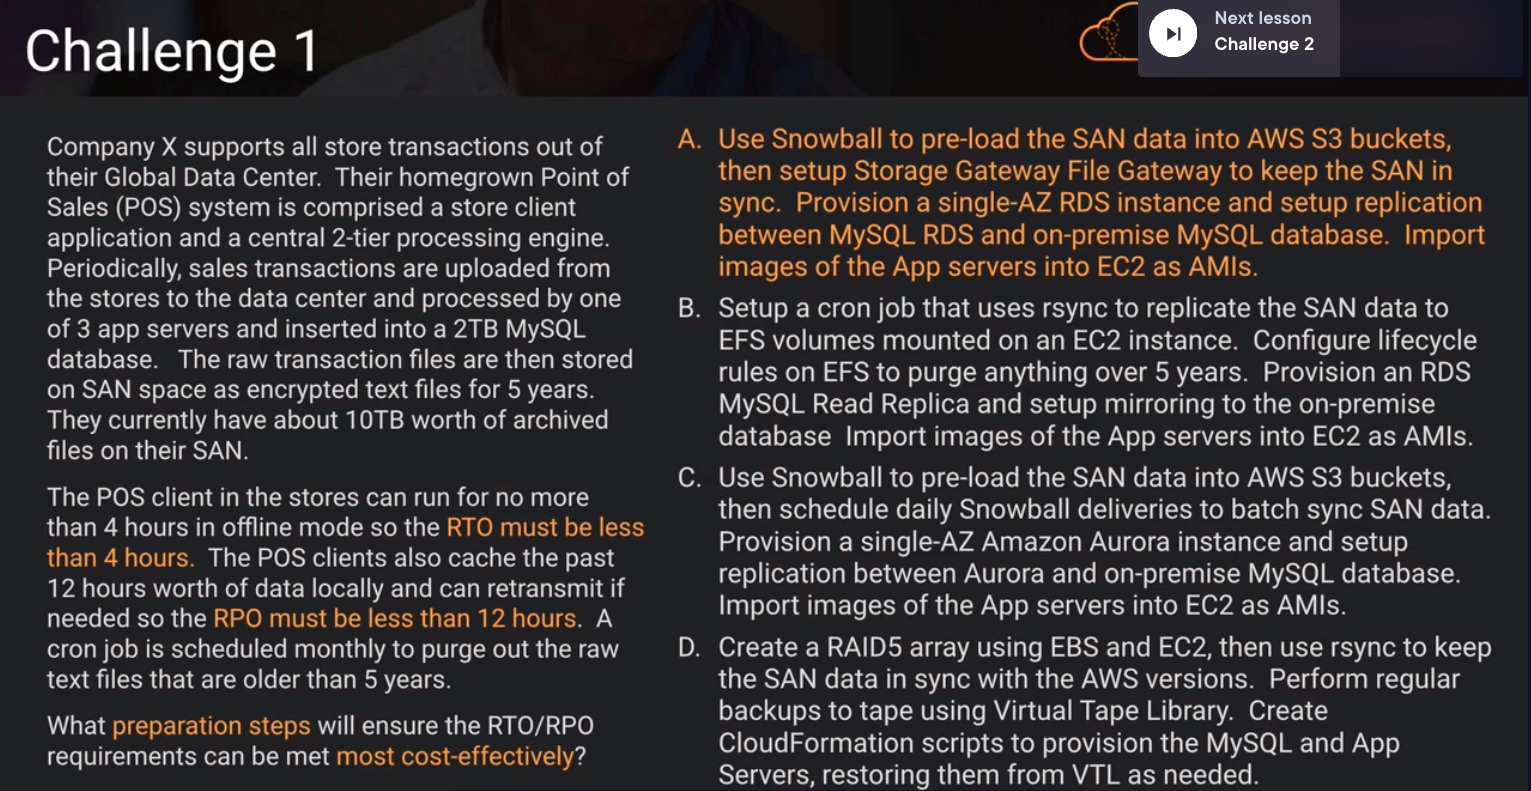 Challenge 1
Next lesson
Challenge 2
Company X supports all store transactions out of
their Global Data Center.  Their homegrown Point of
Sales (POS) system is comprised a store client
application and a central 2-tier processing engine.
Periodically, sales transactions are uploaded from
the stores to the data center and processed by one
of 3 app servers and inserted into a 2TB MySQL
database.   The raw transaction files are then stored
on SAN space as encrypted text files for 5 years.
They currently have about 10TB worth of archived
files on their SAN.
The POS client in the stores can run for no more
than 4 hours in offline mode so the RTO must be less
than 4 hours.  The POS clients also cache the past
12 hours worth of data locally and can retransmit if
needed so the RPO must be less than 12 hours.  A
cron job is scheduled monthly to purge out the raw
text files that are older than 5 years.
What preparation steps will ensure the RTO/RPO
requirements can be met most cost-effectively?
A. Use Snowball to pre-load the SAN data into AWS S3 buckets,
then setup Storage Gateway File Gateway to keep the SAN in
sync.  Provision a single-AZ RDS instance and setup replication
between MySQL RDS and on-premise MySQL database.  Import
images of the App servers into EC2 as AMIs.
B. Setup a cron job that uses rsync to replicate the SAN data to
EFS volumes mounted on an EC2 instance.  Configure lifecycle
rules on EFS to purge anything over 5 years.  Provision an RDS
MySQL Read Replica and setup mirroring to the on-premise
database  Import images of the App servers into EC2 as AMIs.
C. Use Snowball to pre-load the SAN data into AWS S3 buckets,
then schedule daily Snowball deliveries to batch sync SAN data.
Provision a single-AZ Amazon Aurora instance and setup
replication between Aurora and on-premise MySQL database.
Import images of the App servers into EC2 as AMIs.
D. Create a RAID5 array using EBS and EC2, then use rsync to keep
the SAN data in sync with the AWS versions.  Perform regular
backups to tape using Virtual Tape Library.  Create
CloudFormation scripts to provision the MySQL and App
Servers, restoring them from VTL as needed.